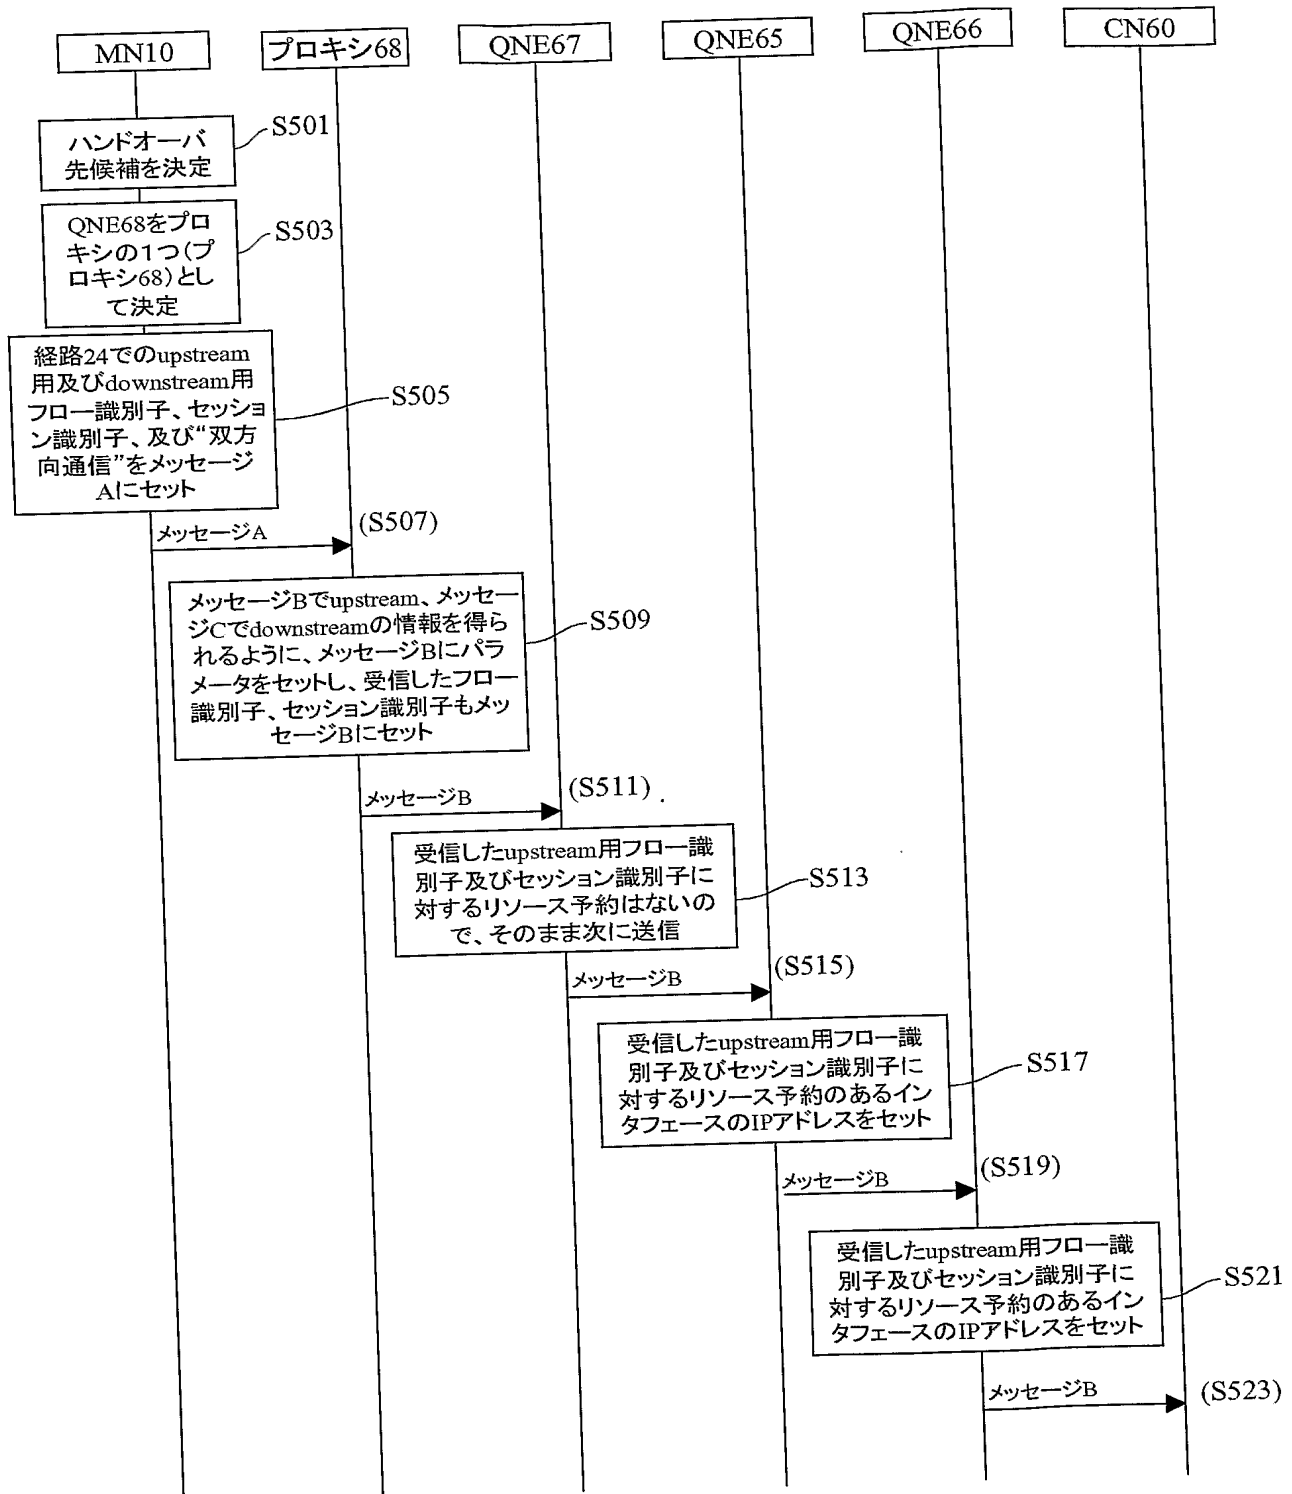 MN10
プロキシ68
QNE67
QNE65
QNE66
CN60
ハンドオーバ
先候補を決定
S501
QNE68をプロ
キシの1つ(プ
ロキシ68)とし
て決定
S503
経路24でのupstream
用及びdownstream用
フロー識別子、セッショ
ン識別子、及び“双方
向通信”をメッセージ
Aにセット
S505
メッセージA
(S507)
メッセージBでupstream、メッセー
ジCでdownstreamの情報を得ら
れるように、メッセージBにパラ
メータをセットし、受信したフロー
識別子、セッション識別子もメッ
セージBにセット
S509
メッセージB
(S511)
受信したupstream用フロー識
別子及びセッション識別子に
対するリソース予約はないの
で、そのまま次に送信
S513
メッセージB
(S515)
受信したupstream用フロー識
別子及びセッション識別子に
対するリソース予約のあるイン
タフェースのIPアドレスをセット
S517
メッセージB
(S519)
受信したupstream用フロー識
別子及びセッション識別子に
対するリソース予約のあるイン
タフェースのIPアドレスをセット
S521
メッセージB
(S523)